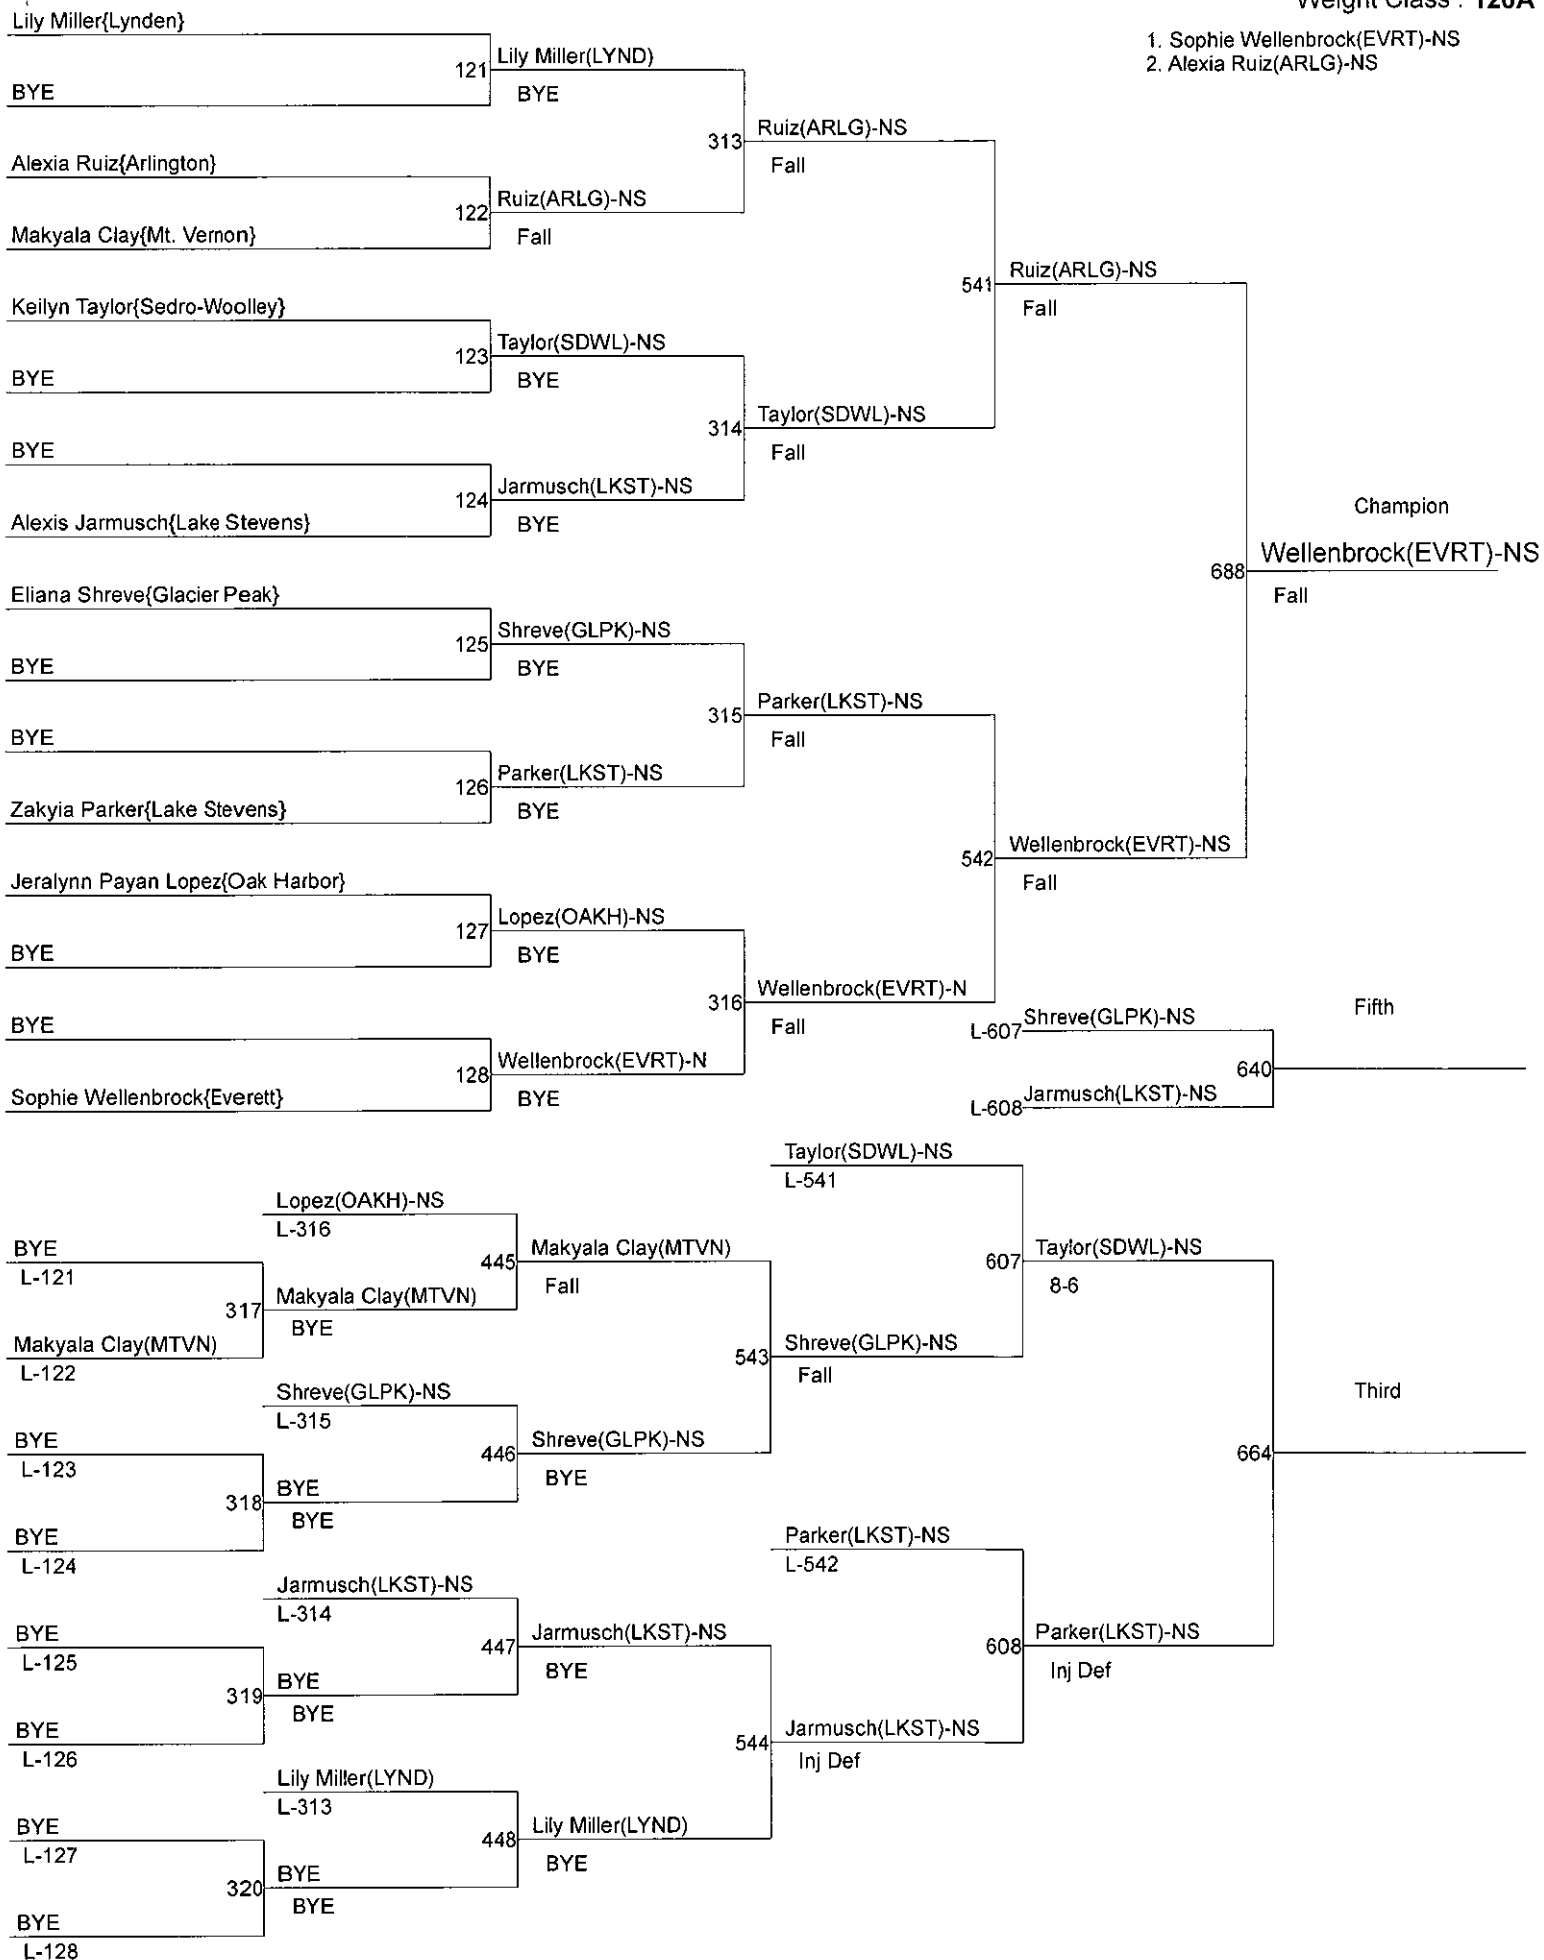 Weight Class : 120A
1. Sophie Wellenbrock(EVRT)-NS
2. Alexia Ruiz(ARLG)-NS
Lily Miller{Lynden}
121
Lily Miller(LYND)
BYE
BYE
313
Ruiz(ARLG)-NS
Fall
Alexia Ruiz{Arlington}
122
Ruiz(ARLG)-NS
Fall
Makyala Clay{Mt. Vernon}
541
Ruiz(ARLG)-NS
Fall
Keilyn Taylor{Sedro-Woolley}
123
Taylor(SDWL)-NS
BYE
BYE
314
Taylor(SDWL)-NS
Fall
BYE
124
Jarmusch(LKST)-NS
BYE
Alexis Jarmusch{Lake Stevens}
Champion
688
Wellenbrock(EVRT)-NS
Fall
Eliana Shreve{Glacier Peak}
125
Shreve(GLPK)-NS
BYE
BYE
315
Parker(LKST)-NS
Fall
BYE
126
Parker(LKST)-NS
BYE
Zakyia Parker{Lake Stevens}
542
Wellenbrock(EVRT)-NS
Fall
Jeralynn Payan Lopez{Oak Harbor}
127
Lopez(OAKH)-NS
BYE
BYE
316
Wellenbrock(EVRT)-N
Fall
BYE
128
Wellenbrock(EVRT)-N
BYE
Sophie Wellenbrock{Everett}
Fifth
L-607
Shreve(GLPK)-NS
640
L-608
Jarmusch(LKST)-NS
Taylor(SDWL)-NS
L-541
Lopez(OAKH)-NS
L-316
BYE
L-121
445
Makyala Clay(MTVN)
Fall
607
Taylor(SDWL)-NS
8-6
317
Makyala Clay(MTVN)
BYE
Makyala Clay(MTVN)
L-122
543
Shreve(GLPK)-NS
Fall
Shreve(GLPK)-NS
L-315
Third
BYE
L-123
446
Shreve(GLPK)-NS
BYE
664
318
BYE
BYE
BYE
L-124
Parker(LKST)-NS
L-542
Jarmusch(LKST)-NS
L-314
BYE
L-125
447
Jarmusch(LKST)-NS
BYE
608
Parker(LKST)-NS
Inj Def
319
BYE
BYE
BYE
L-126
544
Jarmusch(LKST)-NS
Inj Def
Lily Miller(LYND)
L-313
BYE
L-127
448
Lily Miller(LYND)
BYE
320
BYE
BYE
BYE
L-128